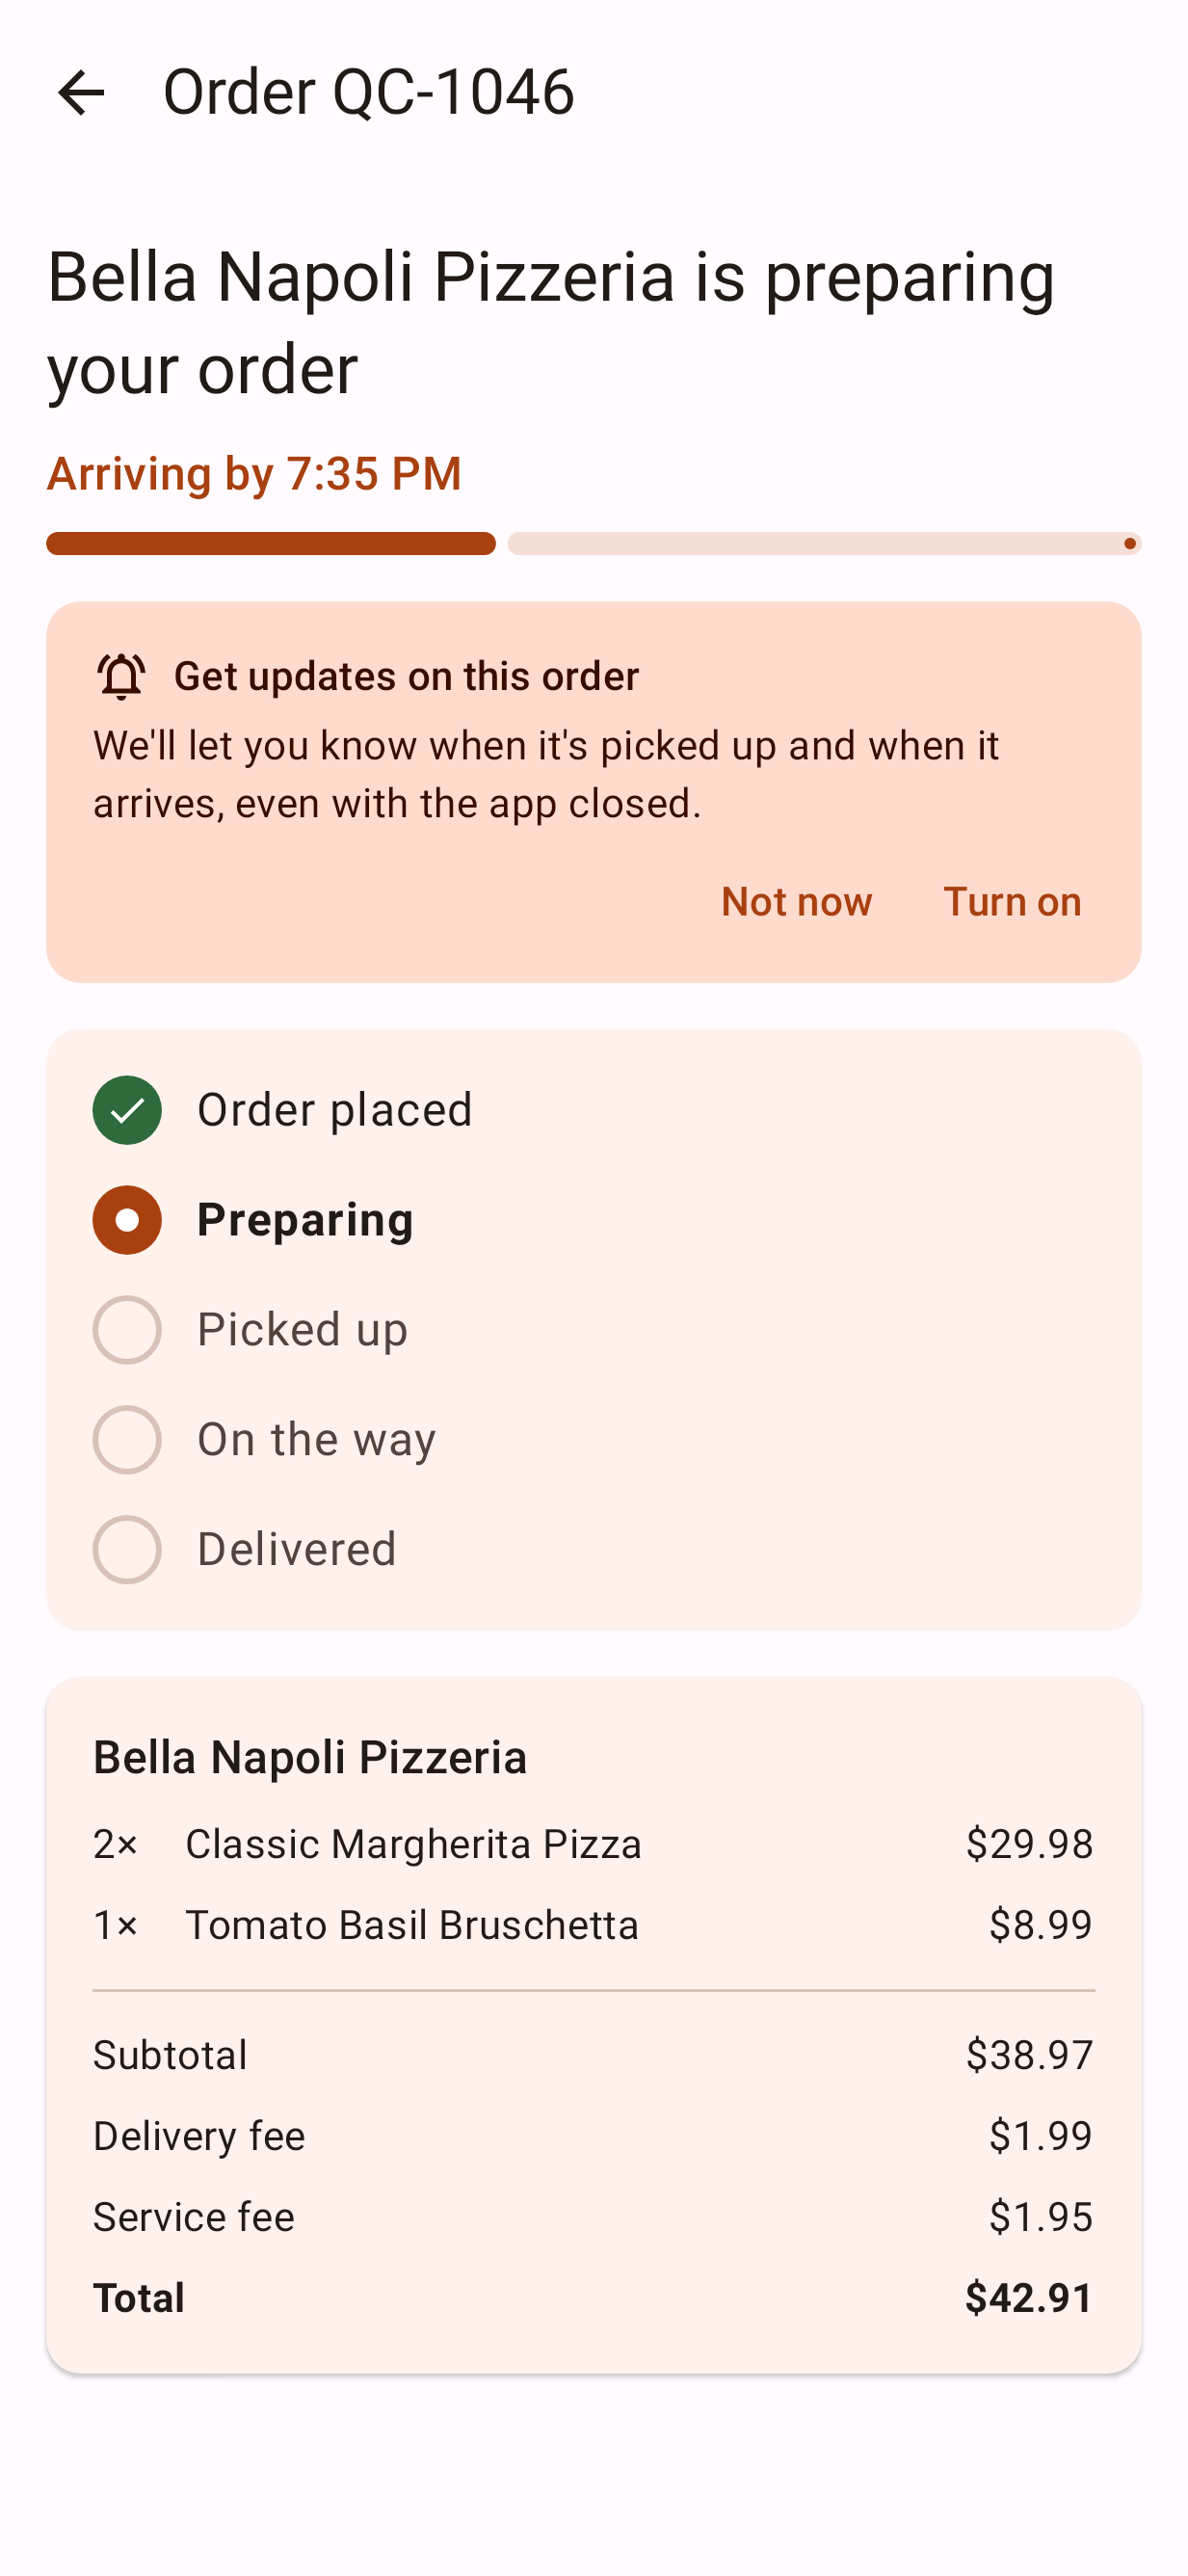 Order QC-1046
Bella Napoli Pizzeria is preparing
your order
Arriving by 7:35 PM
Get updates on this order
We'll let you know when it's picked up and when it
arrives, even with the app closed.
Not now Turn on
Order placed
Preparing
Picked up
On the way
Delivered
Bella Napoli Pizzeria
2× Classic Margherita Pizza $29.98
1× Tomato Basil Bruschetta $8.99
Subtotal $38.97
Delivery fee $1.99
Service fee $1.95
Total $42.91